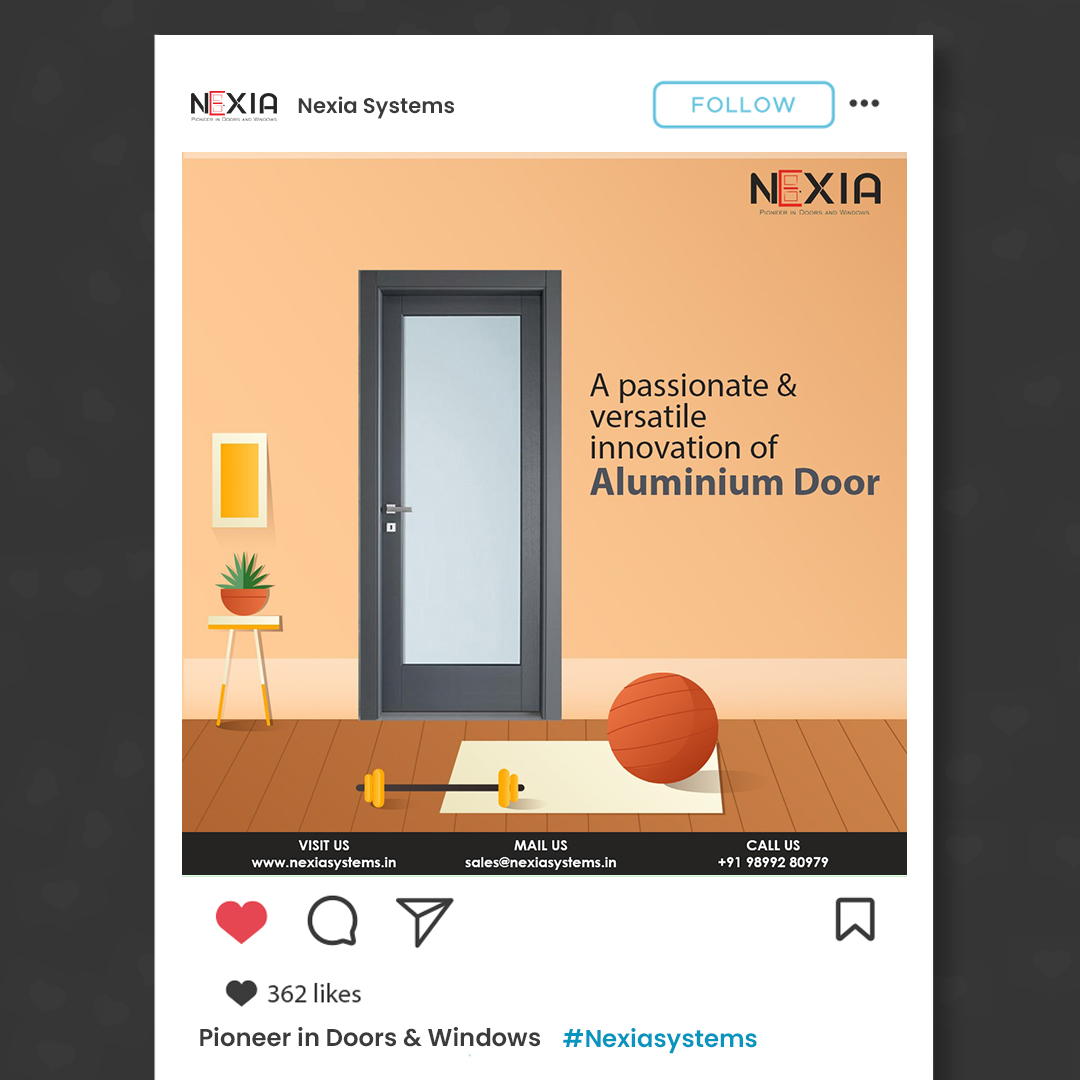 NEXIA
Pioneer in Doors and Windows
Nexia Systems
FOLLOW
NEXIA
Pioneer in Doors and Windows
A passionate &
versatile
innovation of
Aluminium Door
VISIT US
www.nexiasystems.in
MAIL US
sales@nexiasystems.in
CALL US
+91 98992 80979
362 likes
Pioneer in Doors & Windows #Nexiasystems